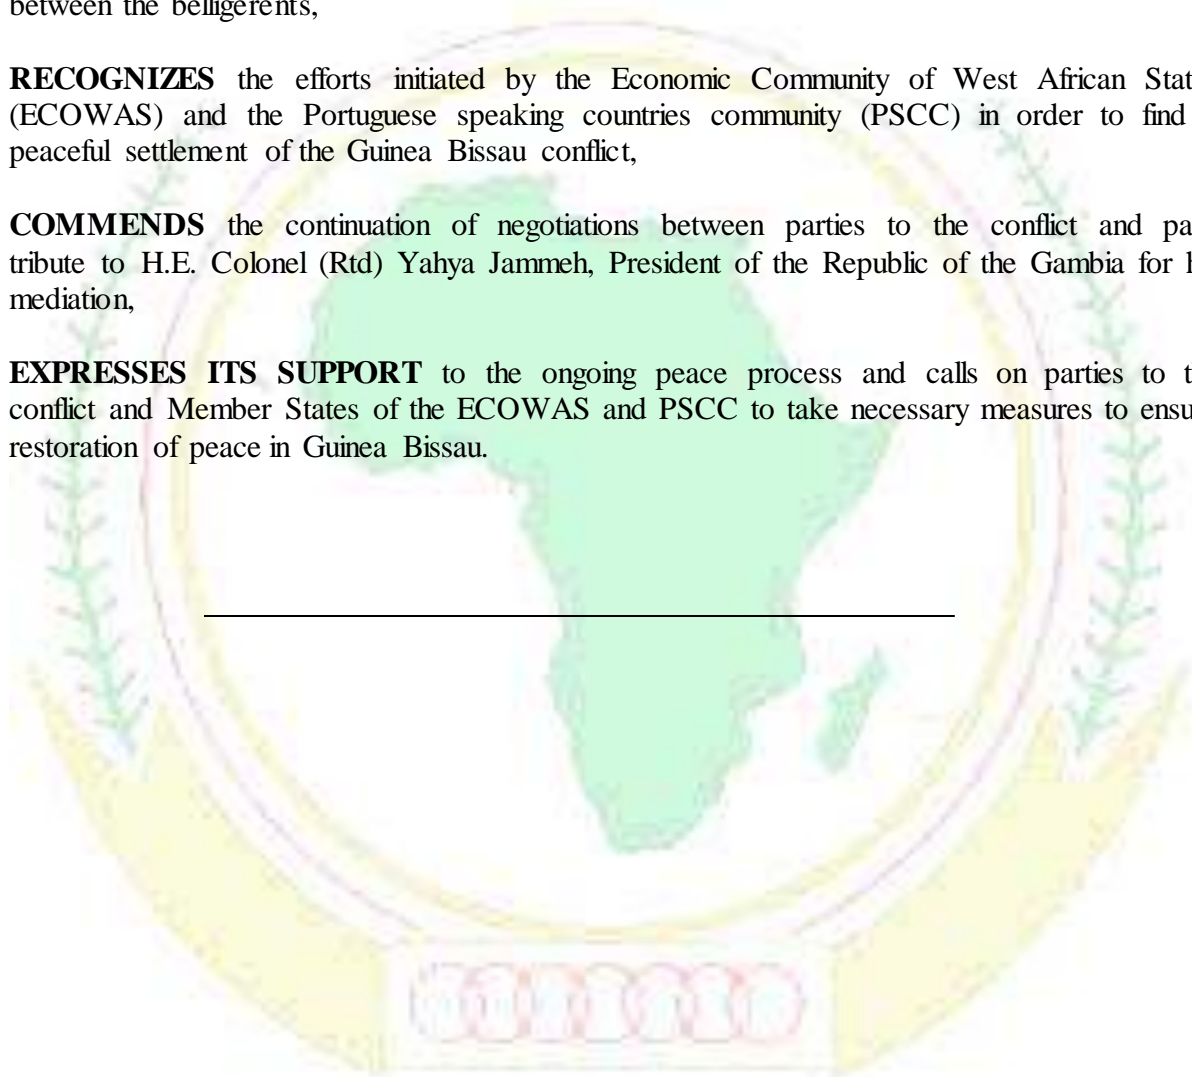 between the belligerents,
RECOGNIZES the efforts initiated by the Economic Community of West African Stat
(ECOWAS) and the Portuguese speaking countries community (PSCC) in order to find
peaceful settlement of the Guinea Bissau conflict,
COMMENDS the continuation of negotiations between parties to the conflict and pa
tribute to H.E. Colonel (Rtd) Yahya Jammeh, President of the Republic of the Gambia for h
mediation,
EXPRESSES ITS SUPPORT to the ongoing peace process and calls on parties to t
conflict and Member States of the ECOWAS and PSCC to take necessary measures to ensu
restoration of peace in Guinea Bissau.